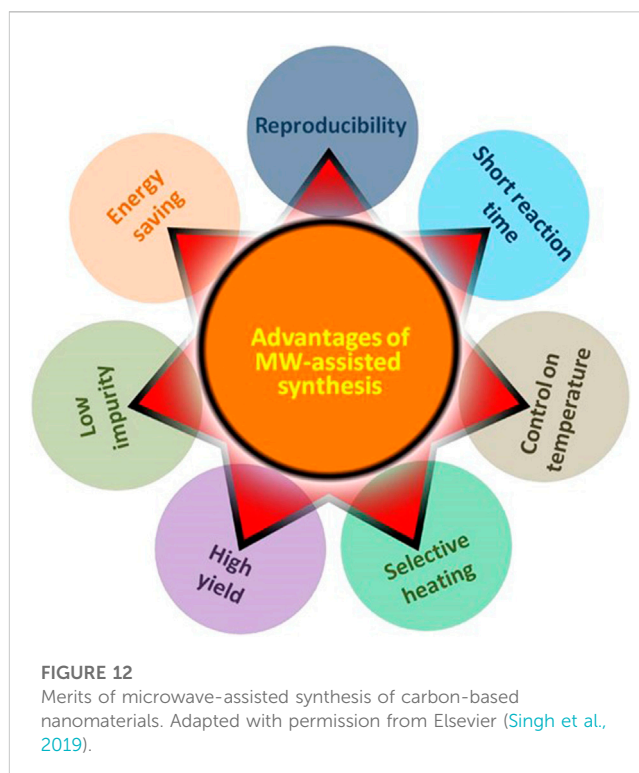 Reproducibility
Short reaction
time
Control on
temperature
Selective
heating
High
yield
Low
impurity
Energy
saving
Advantages of
MW-assisted
synthesis
FIGURE 12
Merits of microwave-assisted synthesis of carbon-based
nanomaterials. Adapted with permission from Elsevier (Singh et al.,
2019).